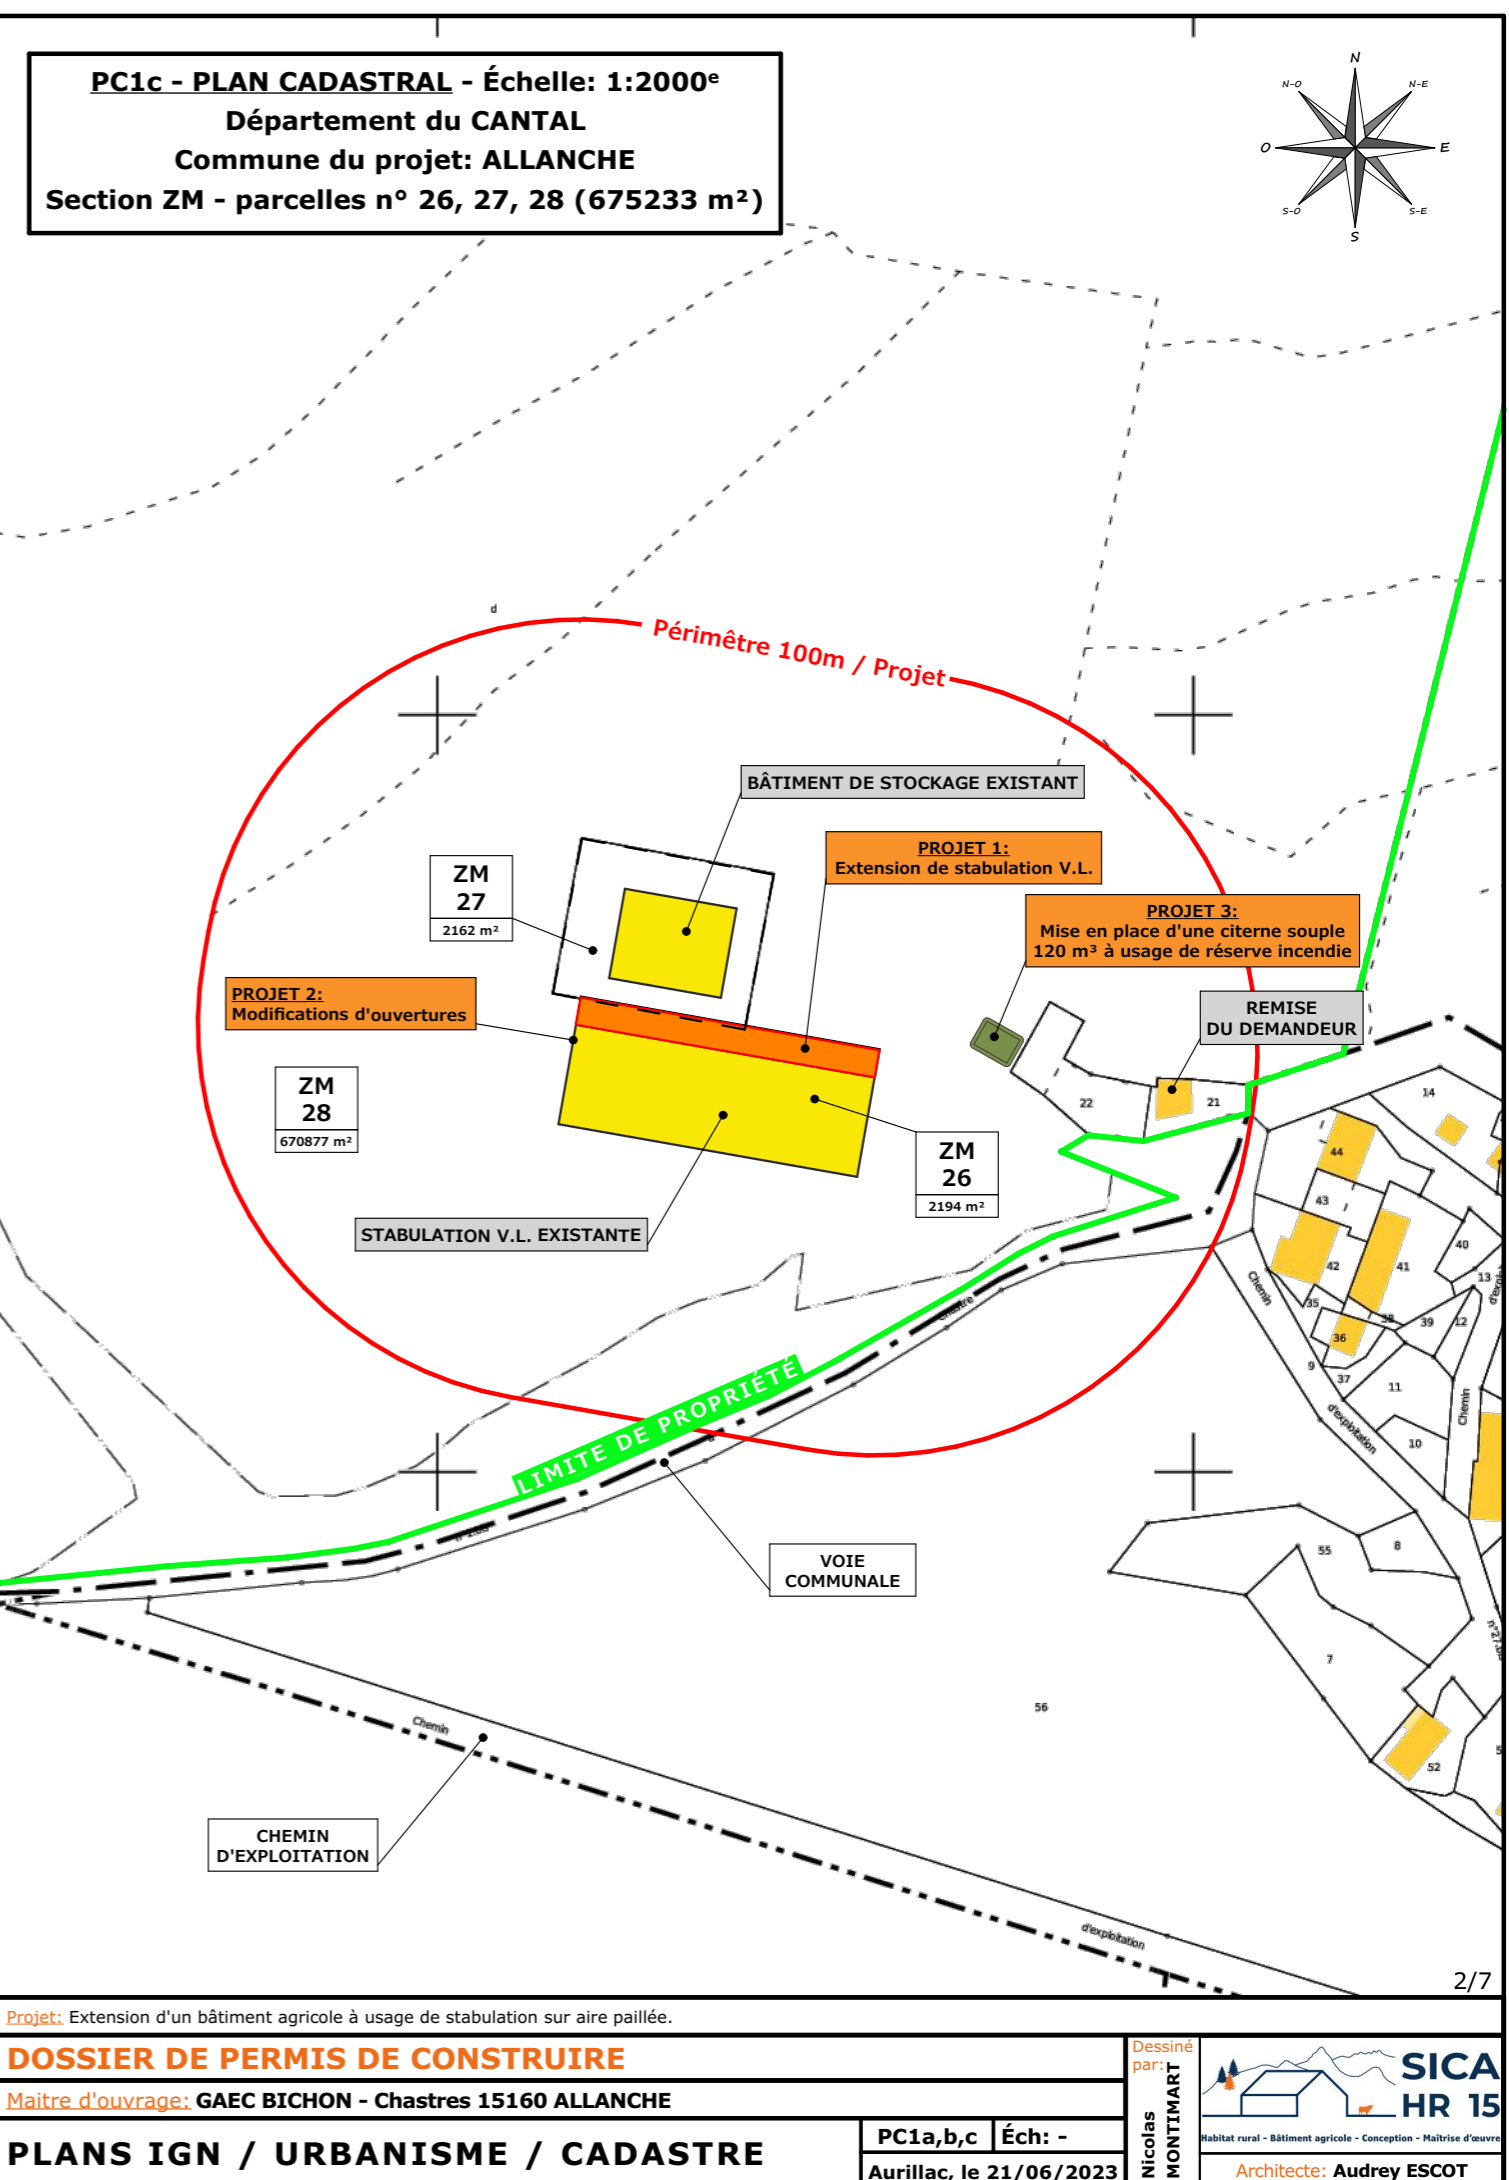 PC1c - PLAN CADASTRAL - Échelle: 1:2000ᵉ
Département du CANTAL
Commune du projet: ALLANCHE
Section ZM - parcelles n° 26, 27, 28 (675233 m²)
N
N-O
N-E
O
E
S-O
S-E
S
d
Périmêtre 100m / Projet
BÂTIMENT DE STOCKAGE EXISTANT
PROJET 1:
Extension de stabulation V.L.
ZM
27
2162 m²
PROJET 3:
Mise en place d'une citerne souple
120 m³ à usage de réserve incendie
PROJET 2:
Modifications d'ouvertures
REMISE
DU DEMANDEUR
ZM
28
670877 m²
22
21
14
44
ZM
26
2194 m²
43
STABULATION V.L. EXISTANTE
40
42
41
13
Chemin
35
39
12
36
9
37
11
Chemin
d'exploitation
10
LIMITE DE PROPRIÉTÉ
VOIE
COMMUNALE
55
8
7
56
52
Chemin
CHEMIN
D'EXPLOITATION
d'exploitation
2/7
Projet: Extension d'un bâtiment agricole à usage de stabulation sur aire paillée.
DOSSIER DE PERMIS DE CONSTRUIRE
Maitre d'ouvrage: GAEC BICHON - Chastres 15160 ALLANCHE
PLANS IGN / URBANISME / CADASTRE
PC1a,b,c
Éch: -
Aurillac, le 21/06/2023
Dessiné
par:
Nicolas
MONTIMART
SICA
HR 15
Habitat rural - Bâtiment agricole - Conception - Maîtrise d'œuvre
Architecte: Audrey ESCOT